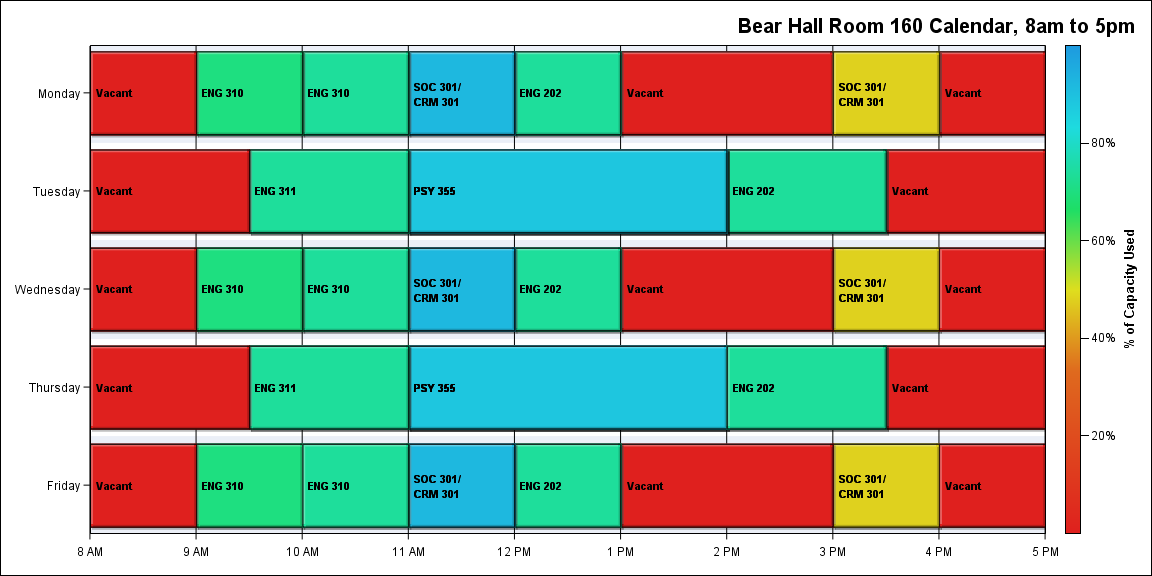 Bear Hall Room 160 Calendar, 8am to 5pm
Monday
Vacant
ENG 310
ENG 310
SOC 301/
CRM 301
ENG 202
Vacant
SOC 301/
CRM 301
Vacant
Tuesday
Vacant
ENG 311
PSY 355
ENG 202
Vacant
Wednesday
Vacant
ENG 310
ENG 310
SOC 301/
CRM 301
ENG 202
Vacant
SOC 301/
CRM 301
Vacant
Thursday
Vacant
ENG 311
PSY 355
ENG 202
Vacant
Friday
Vacant
ENG 310
ENG 310
SOC 301/
CRM 301
ENG 202
Vacant
SOC 301/
CRM 301
Vacant
8 AM
9 AM
10 AM
11 AM
12 PM
1 PM
2 PM
3 PM
4 PM
5 PM
80%
60%
40%
20%
% of Capacity Used